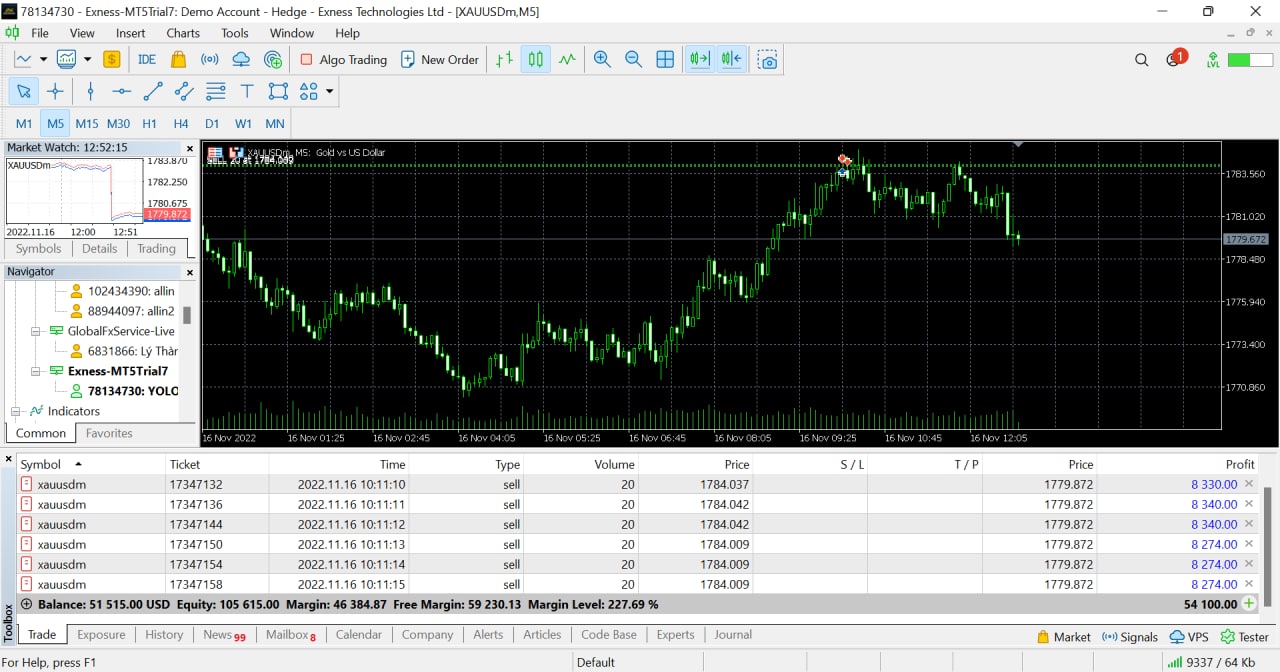 78134730 - Exness-MT5Trial7: Demo Account - Hedge - Exness Technologies Ltd - [XAUUSDm,M5]
File View Insert Charts Tools Window Help
IDE Algo Trading New Order 1 LVL
T
M1 M5 M15 M30 H1 H4 D1 W1 MN
Market Watch: 12:52:15
XAUUSDm
1783.870
1782.250
1780.675
1779.872
2022.11.16 12:00 12:51
Symbols Details Trading
Navigator
102434390: allin
88944097: allin2
GlobalFxService-Live
6831866: Lý Thàr
Exness-MT5Trial7
78134730: YOLO
Indicators
Common Favorites
XAUUSDm, M5: Gold vs US Dollar
SELL 20 at 1784.009
1783.560
1781.020
1779.672
1778.480
1775.940
1773.400
1770.860
16 Nov 2022 16 Nov 01:25 16 Nov 02:45 16 Nov 04:05 16 Nov 05:25 16 Nov 06:45 16 Nov 08:05 16 Nov 09:25 16 Nov 10:45 16 Nov 12:05
Symbol Ticket Time Type Volume Price S / L T / P Price Profit
xauusdm 17347132 2022.11.16 10:11:10 sell 20 1784.037 1779.872 8 330.00
xauusdm 17347136 2022.11.16 10:11:11 sell 20 1784.042 1779.872 8 340.00
xauusdm 17347144 2022.11.16 10:11:12 sell 20 1784.042 1779.872 8 340.00
xauusdm 17347150 2022.11.16 10:11:13 sell 20 1784.009 1779.872 8 274.00
xauusdm 17347154 2022.11.16 10:11:14 sell 20 1784.009 1779.872 8 274.00
xauusdm 17347158 2022.11.16 10:11:15 sell 20 1784.009 1779.872 8 274.00
Balance: 51 515.00 USD Equity: 105 615.00 Margin: 46 384.87 Free Margin: 59 230.13 Margin Level: 227.69 % 54 100.00
Toolbox
Trade Exposure History News 99 Mailbox 8 Calendar Company Alerts Articles Code Base Experts Journal Market Signals VPS Tester
For Help, press F1 Default 9337 / 64 Kb